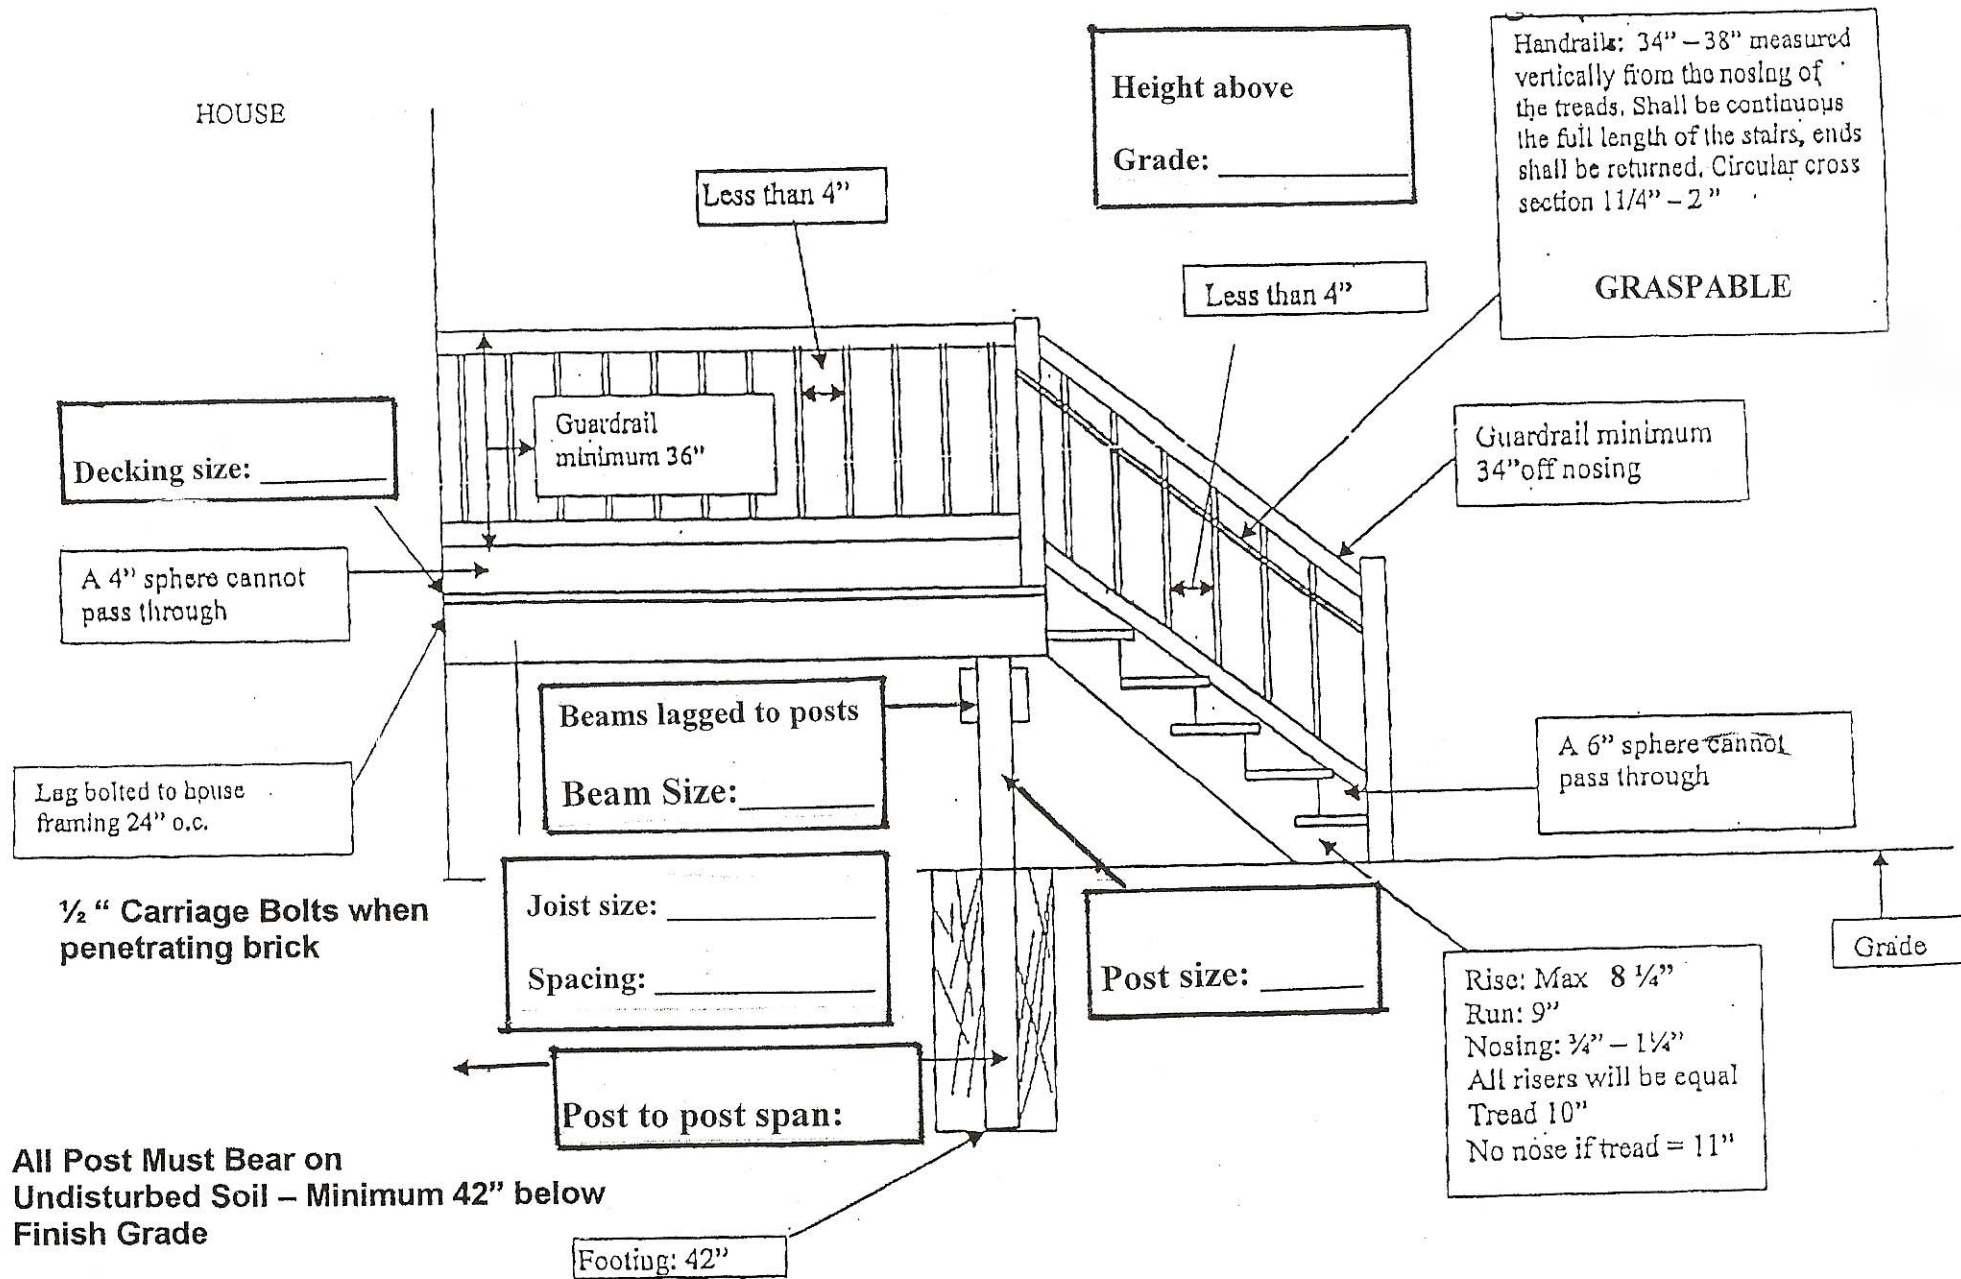 HOUSE
Height above
Grade: ________
Handrails: 34” – 38” measured
vertically from the nosing of
the treads. Shall be continuous
the full length of the stairs, ends
shall be returned. Circular cross
section 11/4” – 2 ”
GRASPABLE
Less than 4”
Less than 4”
Decking size: ________
Guardrail
minimum 36”
Guardrail minimum
34” off nosing
A 4” sphere cannot
pass through
Beams lagged to posts
Beam Size: ________
A 6” sphere cannot
pass through
Lag bolted to house
framing 24” o.c.
½ “ Carriage Bolts when
penetrating brick
Joist size: ________
Spacing: ________
Post size: ________
Grade
Rise: Max 8 ¼”
Run: 9”
Nosing: ¾” – 1¼”
All risers will be equal
Tread 10”
No nose if tread = 11”
Post to post span:
All Post Must Bear on
Undisturbed Soil – Minimum 42” below
Finish Grade
Footing: 42”